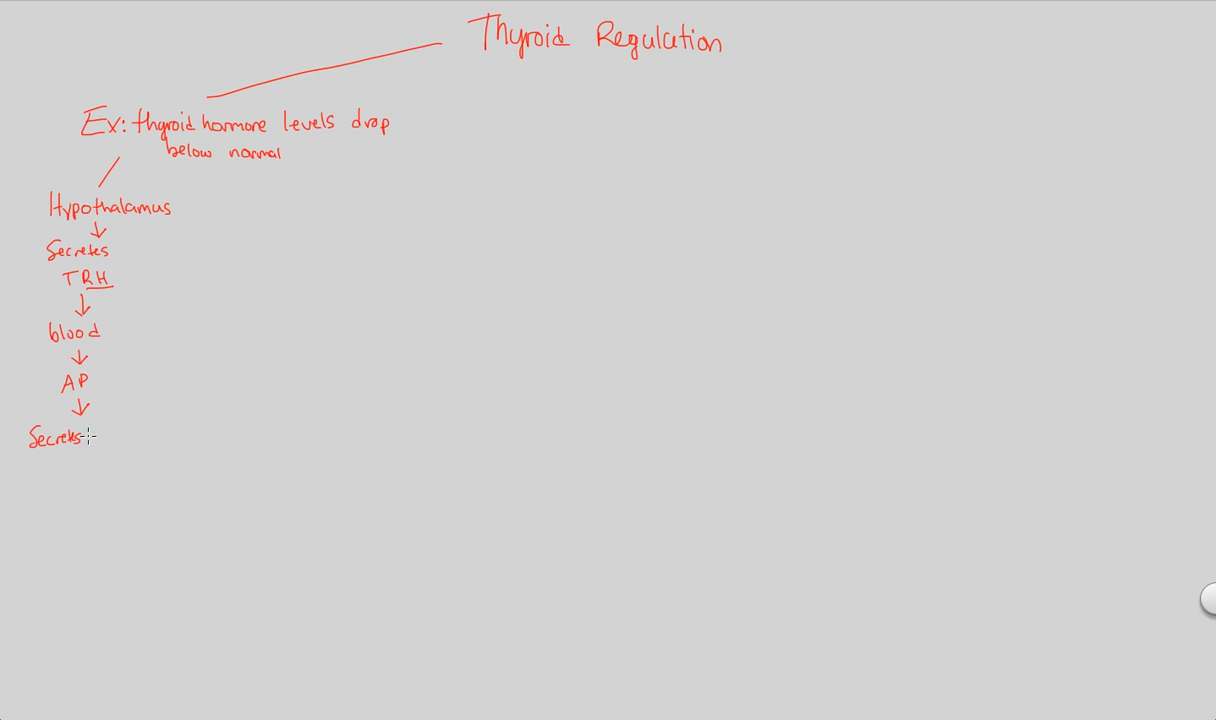 Thyroid Regulation
Ex: thyroid hormone levels drop
below normal
Hypothalamus
↓
Secretes
TRH
↓
blood
↓
AP
↓
Secretes